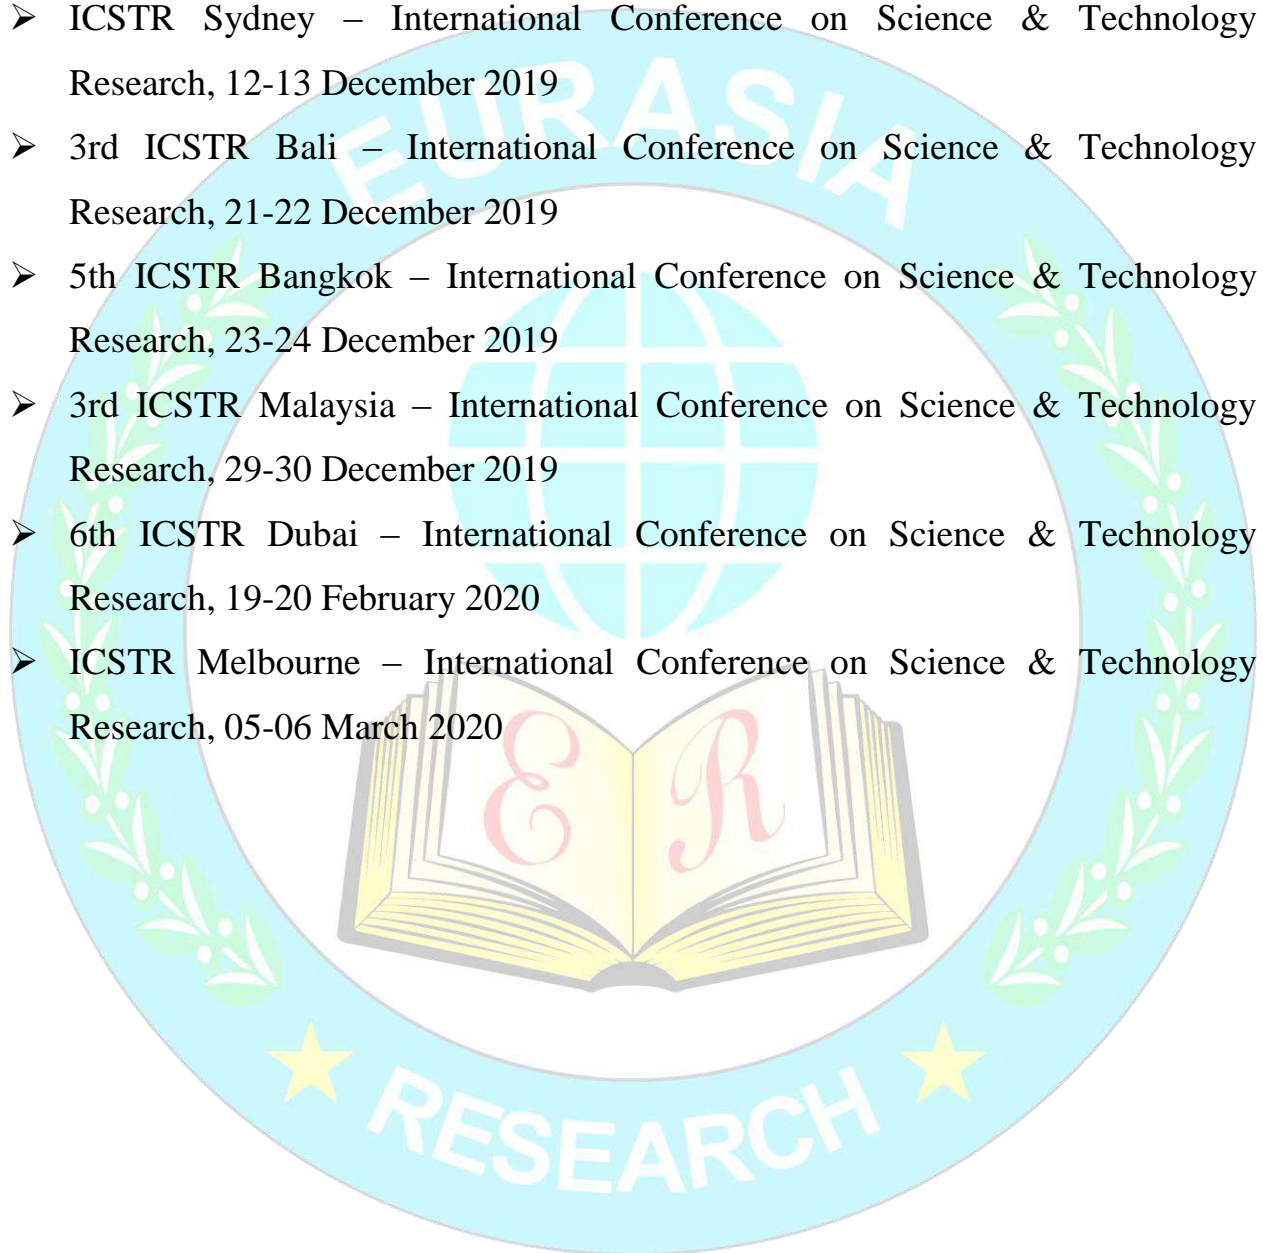 ➢ ICSTR Sydney – International Conference on Science & Technology
Research, 12-13 December 2019
➢ 3rd ICSTR Bali – International Conference on Science & Technology
Research, 21-22 December 2019
➢ 5th ICSTR Bangkok – International Conference on Science & Technology
Research, 23-24 December 2019
➢ 3rd ICSTR Malaysia – International Conference on Science & Technology
Research, 29-30 December 2019
➢ 6th ICSTR Dubai – International Conference on Science & Technology
Research, 19-20 February 2020
➢ ICSTR Melbourne – International Conference on Science & Technology
Research, 05-06 March 2020
EURASIA
E R
RESEARCH